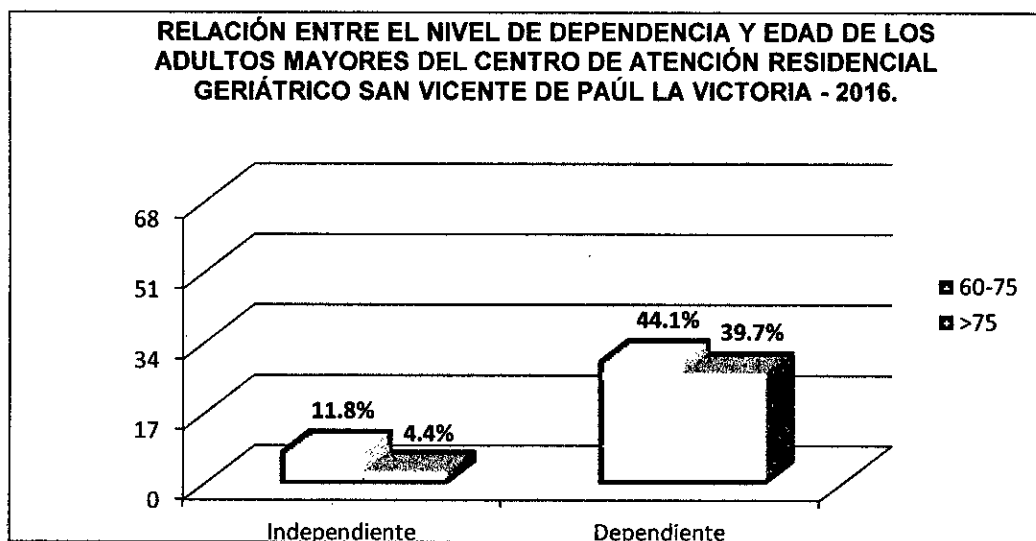 RELACIÓN ENTRE EL NIVEL DE DEPENDENCIA Y EDAD DE LOS
ADULTOS MAYORES DEL CENTRO DE ATENCIÓN RESIDENCIAL
GERIÁTRICO SAN VICENTE DE PAÚL LA VICTORIA - 2016.
68
51
34
17
0
11.8%
4.4%
44.1%
39.7%
60-75
>75
Independiente
Dependiente